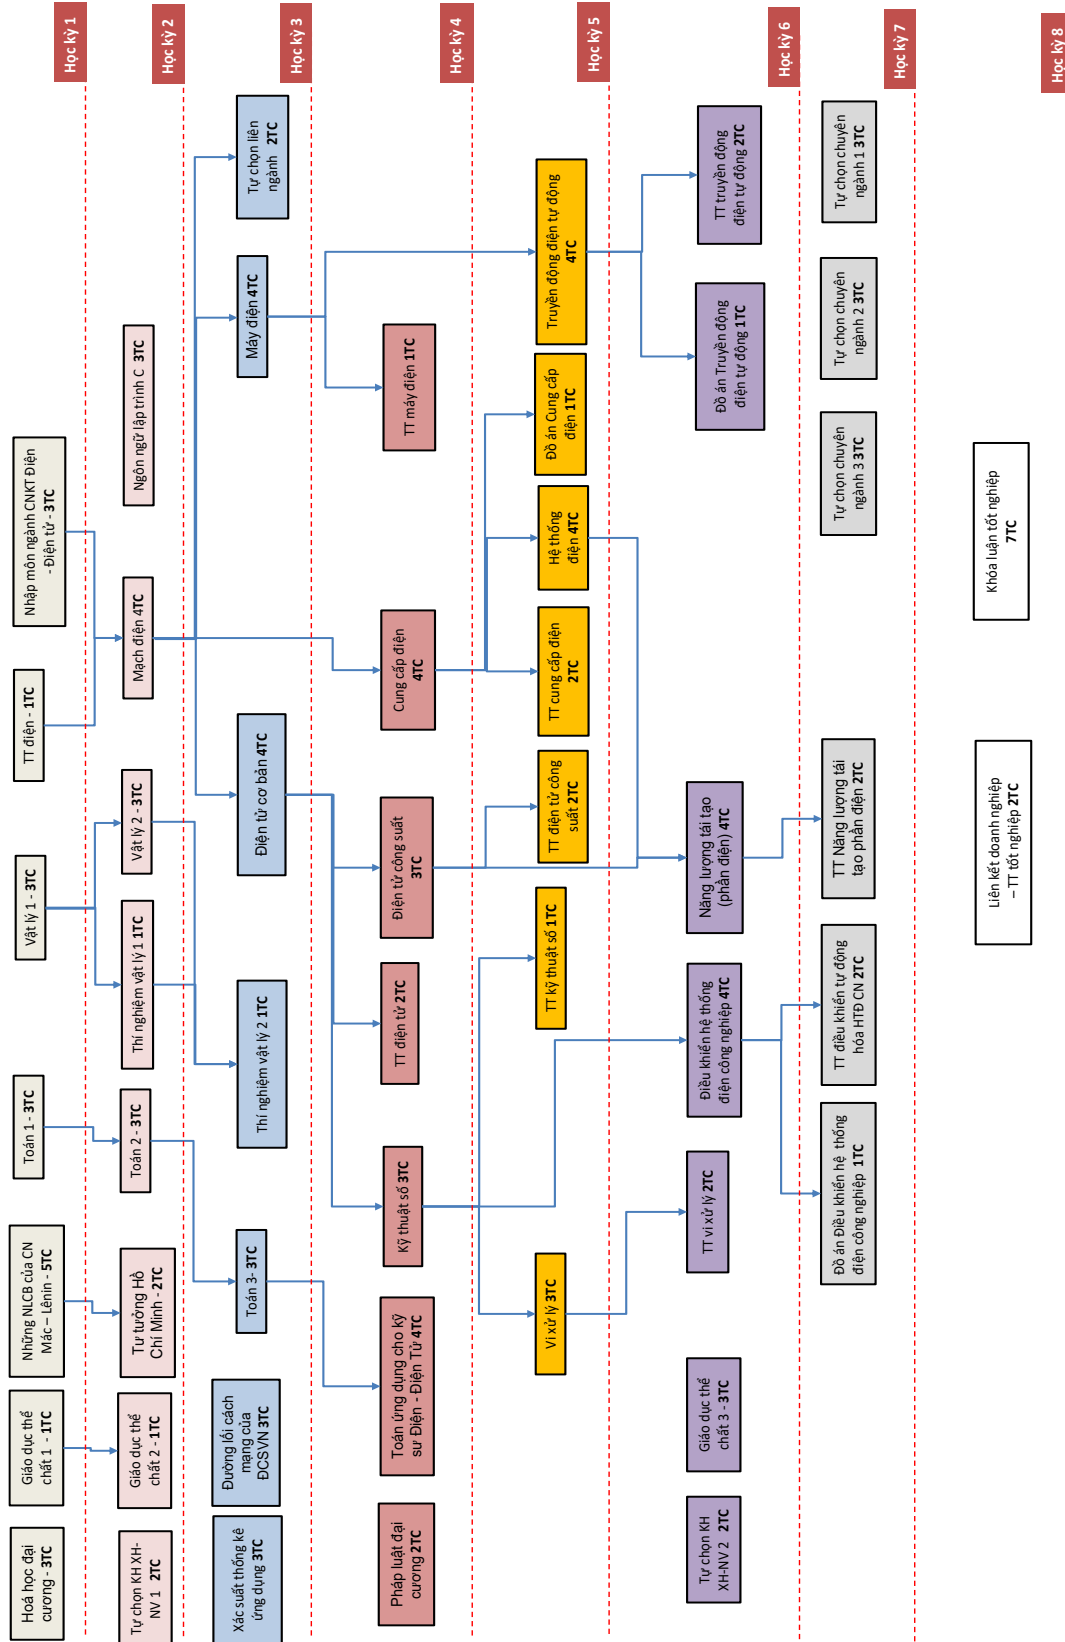 Học kỳ 1
Hoá học đại
cương - 3TC
Giáo dục thể
chất 1 - 1TC
Những NLCB của CN
Mác – Lênin - 5TC
Toán 1 - 3TC
Vật lý 1 - 3TC
TT điện - 1TC
Nhập môn ngành CNKT Điện
- Điện tử - 3TC
Học kỳ 2
Tự chọn KH XH-
NV 1 2TC
Giáo dục thể
chất 2 - 1TC
Tư tưởng Hồ
Chí Minh - 2TC
Toán 2 - 3TC
Thí nghiệm vật lý 1 1TC
Vật lý 2 - 3TC
Mạch điện 4TC
Ngôn ngữ lập trình C 3TC
Học kỳ 3
Xác suất thống kê
ứng dụng 3TC
Đường lối cách
mạng của
ĐCSVN 3TC
Toán 3- 3TC
Thí nghiệm vật lý 2 1TC
Điện tử cơ bản 4TC
Máy điện 4TC
Tự chọn liên
ngành 2TC
Học kỳ 4
Pháp luật đại
cương 2TC
Toán ứng dụng cho kỹ
sư Điện - Điện Tử 4TC
Kỹ thuật số 3TC
TT điện tử 2TC
Điện tử công suất
3TC
Cung cấp điện
4TC
TT máy điện 1TC
Học kỳ 5
Vi xử lý 3TC
TT kỹ thuật số 1TC
TT điện tử công
suất 2TC
TT cung cấp điện
2TC
Hệ thống
điện 4TC
Đồ án Cung cấp
điện 1TC
Truyền động điện tự động
4TC
Học kỳ 6
Tự chọn KH
XH-NV 2 2TC
Giáo dục thể
chất 3 - 3TC
TT vi xử lý 2TC
Điều khiển hệ thống
điện công nghiệp 4TC
Năng lượng tái tạo
(phần điện) 4TC
Đồ án Truyền động
điện tự động 1TC
TT truyền động
điện tự động 2TC
Học kỳ 7
Đồ án Điều khiển hệ thống
điện công nghiệp 1TC
TT điều khiển tự động
hóa HTĐ CN 2TC
TT Năng lượng tái
tạo phần điện 2TC
Tự chọn chuyên
ngành 3 3TC
Tự chọn chuyên
ngành 2 3TC
Tự chọn chuyên
ngành 1 3TC
Học kỳ 8
Liên kết doanh nghiệp
– TT tốt nghiệp 2TC
Khóa luận tốt nghiệp
7TC